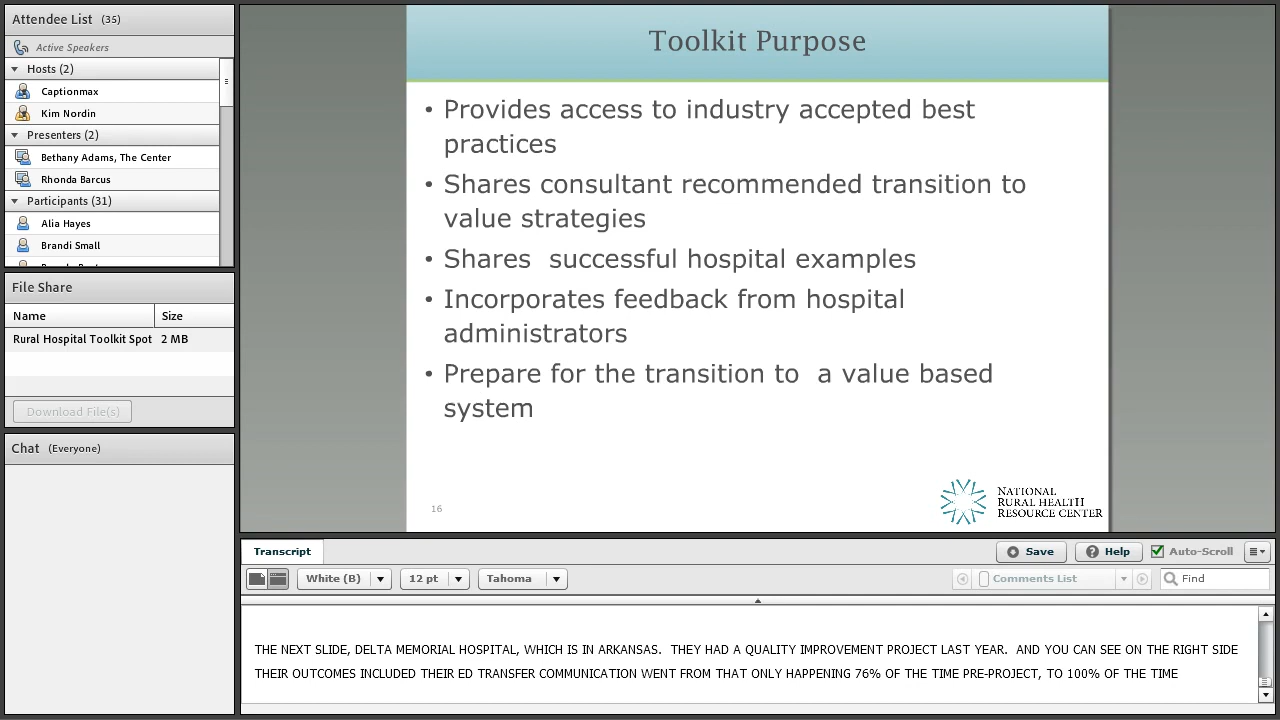 Attendee List (35)
Active Speakers
Hosts (2)
Captionmax
Kim Nordin
Presenters (2)
Bethany Adams, The Center
Rhonda Barcus
Participants (31)
Alia Hayes
Brandi Small
File Share
Name Size
Rural Hospital Toolkit Spot 2 MB
Download File(s)
Chat (Everyone)
Toolkit Purpose
• Provides access to industry accepted best
practices
• Shares consultant recommended transition to
value strategies
• Shares  successful hospital examples
• Incorporates feedback from hospital
administrators
• Prepare for the transition to  a value based
system
16
NATIONAL
RURAL HEALTH
RESOURCE CENTER
Transcript
Save Help Auto-Scroll
White (B) 12 pt Tahoma Comments List Find
THE NEXT SLIDE, DELTA MEMORIAL HOSPITAL, WHICH IS IN ARKANSAS.  THEY HAD A QUALITY IMPROVEMENT PROJECT LAST YEAR.  AND YOU CAN SEE ON THE RIGHT SIDE
THEIR OUTCOMES INCLUDED THEIR ED TRANSFER COMMUNICATION WENT FROM THAT ONLY HAPPENING 76% OF THE TIME PRE-PROJECT, TO 100% OF THE TIME